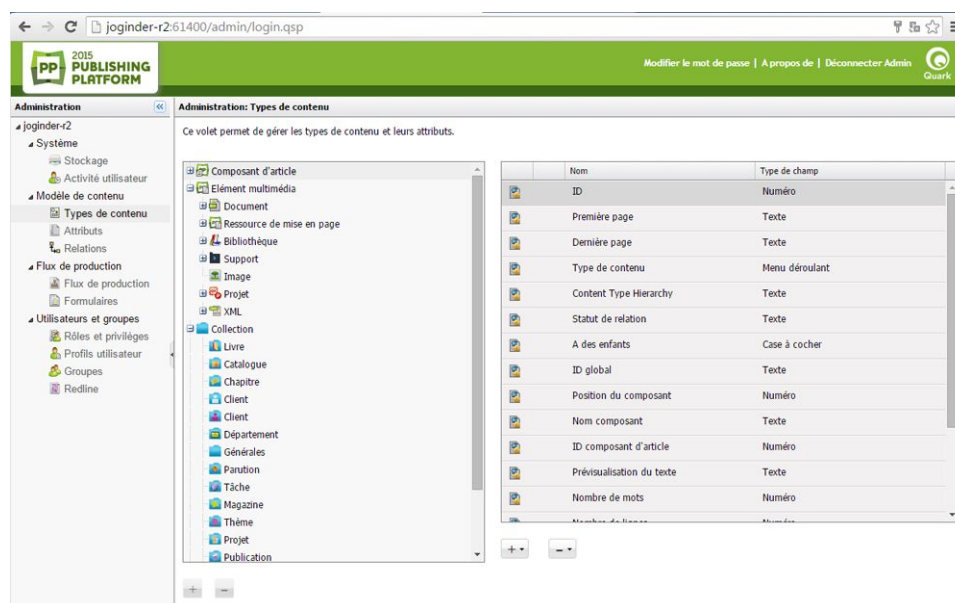 joginder-r2:61400/admin/login.qsp
2015
PP PUBLISHING
PLATFORM
Modifier le mot de passe | A propos de | Déconnecter Admin
Quark
Administration
Administration: Types de contenu
joginder-r2
Système
Stockage
Activité utilisateur
Modèle de contenu
Types de contenu
Attributs
Relations
Flux de production
Flux de production
Formulaires
Utilisateurs et groupes
Rôles et privilèges
Profils utilisateur
Groupes
Redline
Ce volet permet de gérer les types de contenu et leurs attributs.
Composant d'article
Elément multimédia
Document
Ressource de mise en page
Bibliothèque
Support
Image
Projet
XML
Collection
Livre
Catalogue
Chapitre
Client
Client
Département
Générales
Parution
Tâche
Magazine
Thème
Projet
Publication
Nom Type de champ
ID Numéro
Première page Texte
Dernière page Texte
Type de contenu Menu déroulant
Content Type Hierarchy Texte
Statut de relation Texte
A des enfants Case à cocher
ID global Texte
Position du composant Numéro
Nom composant Texte
ID composant d'article Numéro
Prévisualisation du texte Texte
Nombre de mots Numéro
Nombre de lignes Numéro